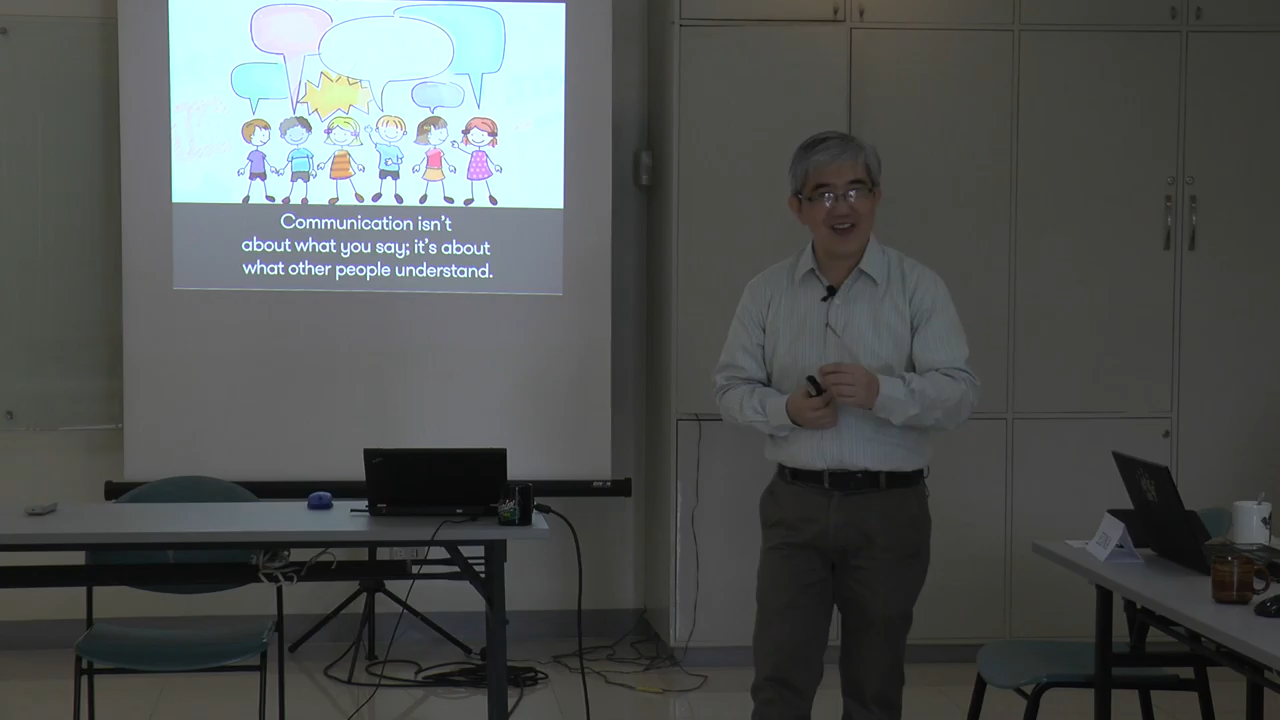 Communication isn't
about what you say; it's about
what other people understand.